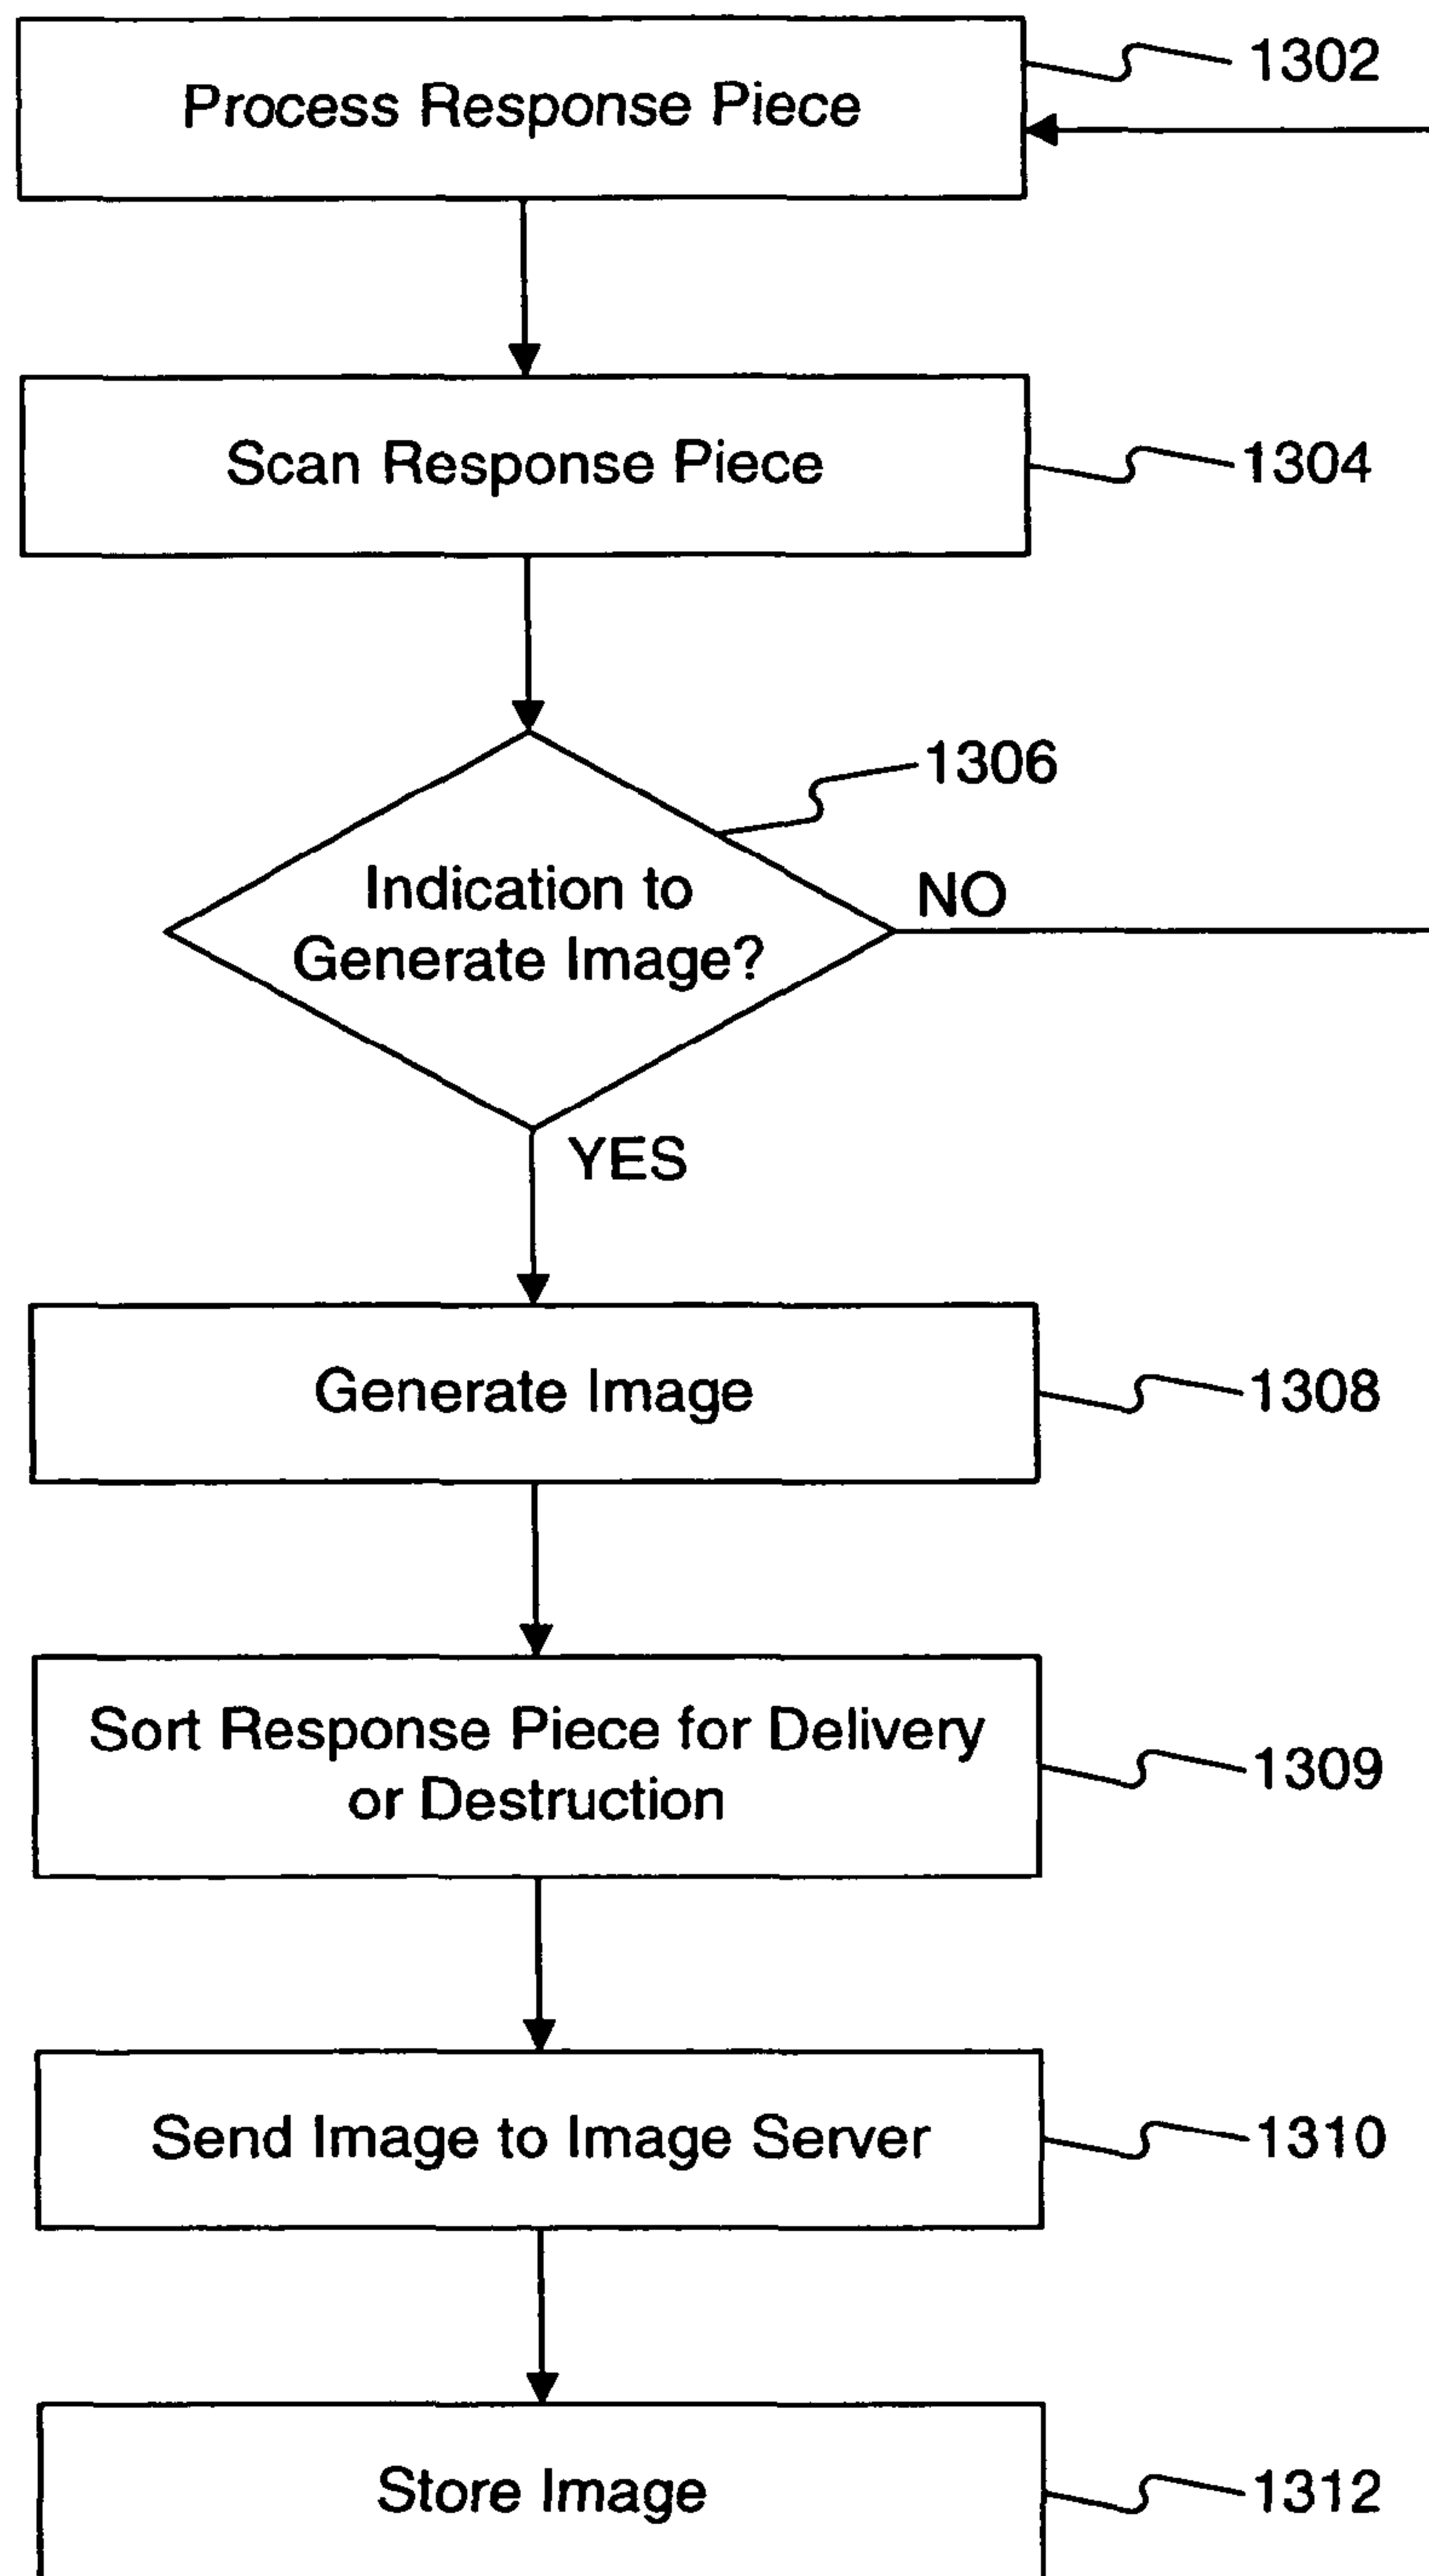 Process Response Piece
1302
Scan Response Piece
1304
1306
Indication to
Generate Image?
NO
YES
Generate Image
1308
Sort Response Piece for Delivery
or Destruction
1309
Send Image to Image Server
1310
Store Image
1312